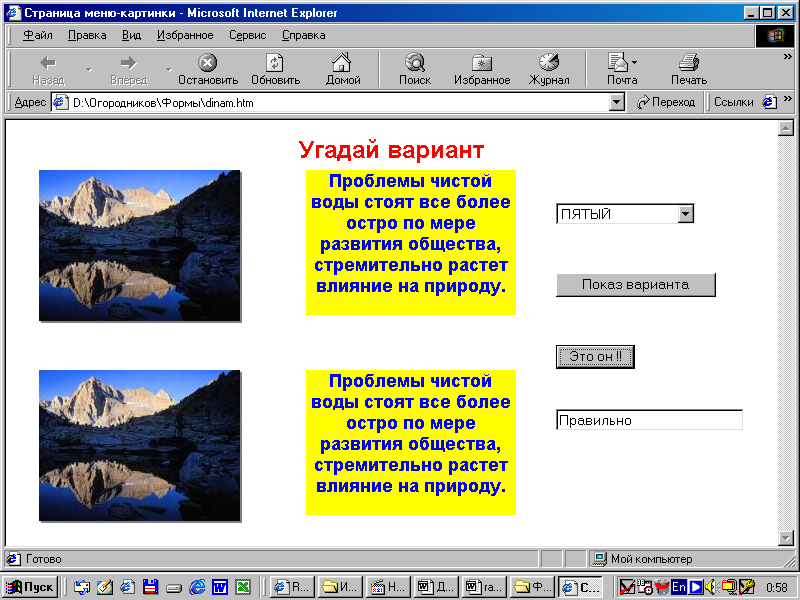 Страница меню-картинки - Microsoft Internet Explorer
Файл Правка Вид Избранное Сервис Справка
Назад Вперед Остановить Обновить Домой Поиск Избранное Журнал Почта Печать
Адрес D:\Огородников\Формы\dinam.htm Переход Ссылки
Угадай вариант
Проблемы чистой
воды стоят все более
остро по мере
развития общества,
стремительно растет
влияние на природу.
ПЯТЫЙ
Показ варианта
Это он !!
Проблемы чистой
воды стоят все более
остро по мере
развития общества,
стремительно растет
влияние на природу.
Правильно
Готово Мой компьютер
Пуск R... И... Н... Д... ra... Ф... С... En 0:58